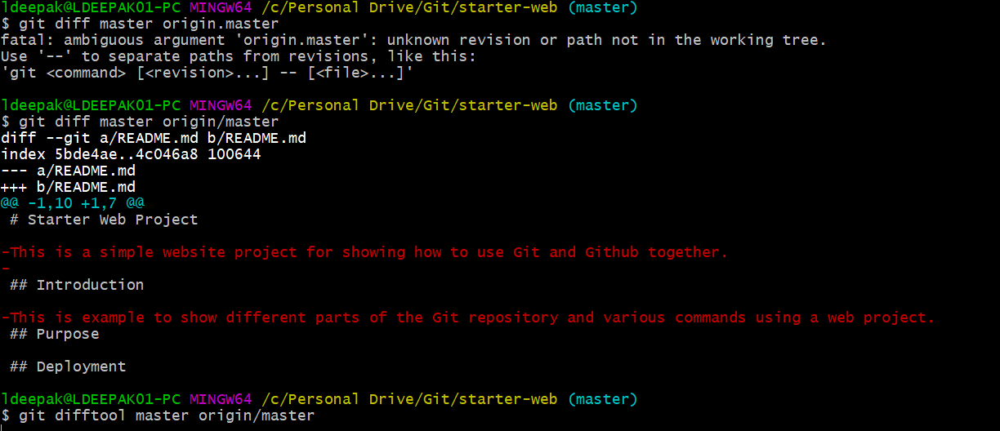 ldeepak@LDEEPAK01-PC MINGW64 /c/Personal Drive/Git/starter-web (master)
$ git diff master origin.master
fatal: ambiguous argument 'origin.master': unknown revision or path not in the working tree.
Use '--' to separate paths from revisions, like this:
'git <command> [<revision>...] -- [<file>...]'
ldeepak@LDEEPAK01-PC MINGW64 /c/Personal Drive/Git/starter-web (master)
$ git diff master origin/master
diff --git a/README.md b/README.md
index 5bde4ae..4c046a8 100644
--- a/README.md
+++ b/README.md
@@ -1,10 +1,7 @@
 # Starter Web Project
-This is a simple website project for showing how to use Git and Github together.
-
 ## Introduction
-This is example to show different parts of the Git repository and various commands using a web project.
 ## Purpose
 ## Deployment
ldeepak@LDEEPAK01-PC MINGW64 /c/Personal Drive/Git/starter-web (master)
$ git difftool master origin/master